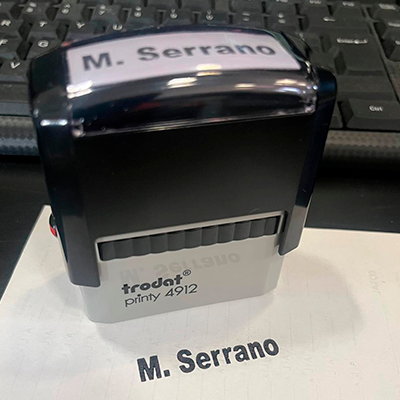 M. Serrano
trodat®
printy 4912
M. Serrano